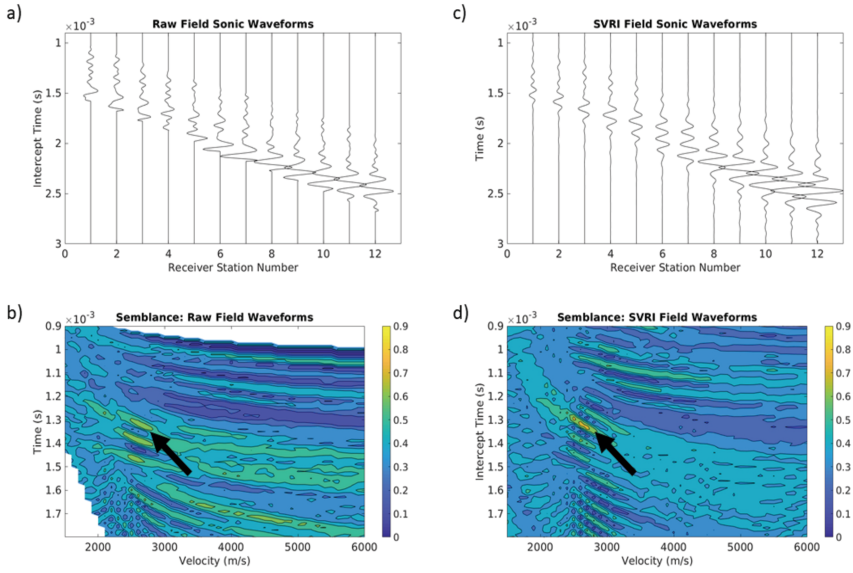 a)
Raw Field Sonic Waveforms
×10⁻³
Intercept Time (s)
1
1.5
2
2.5
3
0 2 4 6 8 10 12
Receiver Station Number
c)
SVRI Field Sonic Waveforms
×10⁻³
Time (s)
1
1.5
2
2.5
3
0 2 4 6 8 10 12
Receiver Station Number
b)
Semblance: Raw Field Waveforms
×10⁻³
Time (s)
0.9
1
1.1
1.2
1.3
1.4
1.5
1.6
1.7
2000 3000 4000 5000 6000
Velocity (m/s)
0.9
0.8
0.7
0.6
0.5
0.4
0.3
0.2
0.1
0
d)
Semblance: SVRI Field Waveforms
×10⁻³
Intercept Time (s)
0.9
1
1.1
1.2
1.3
1.4
1.5
1.6
1.7
2000 3000 4000 5000 6000
Velocity (m/s)
0.9
0.8
0.7
0.6
0.5
0.4
0.3
0.2
0.1
0